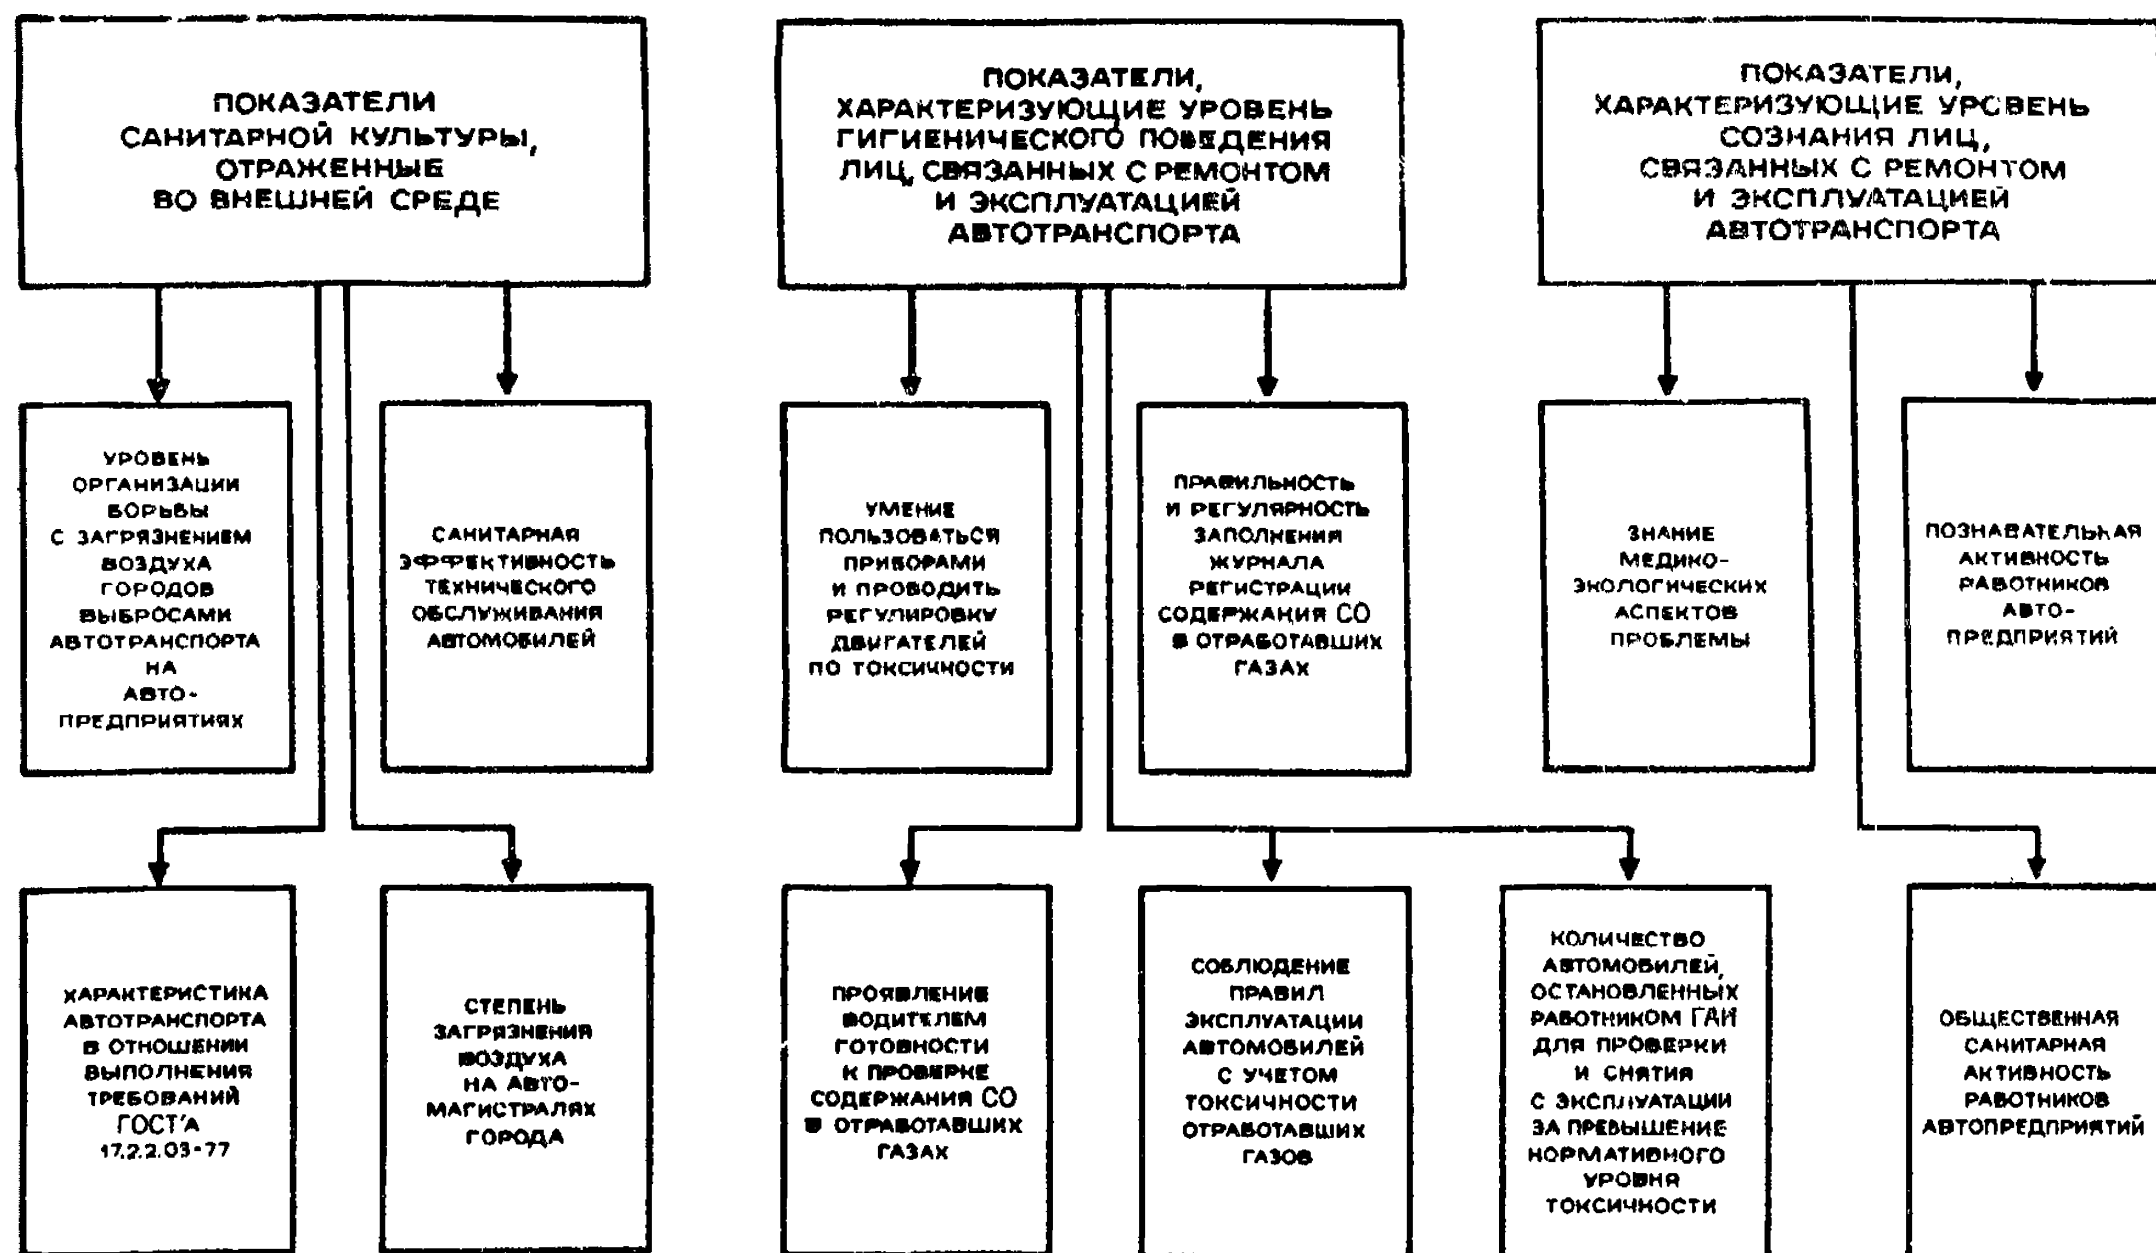 ПОКАЗАТЕЛИ
САНИТАРНОЙ КУЛЬТУРЫ,
ОТРАЖЕННЫЕ
ВО ВНЕШНЕЙ СРЕДЕ
ПОКАЗАТЕЛИ,
ХАРАКТЕРИЗУЮЩИЕ УРОВЕНЬ
ГИГИЕНИЧЕСКОГО ПОВЕДЕНИЯ
ЛИЦ, СВЯЗАННЫХ С РЕМОНТОМ
И ЭКСПЛУАТАЦИЕЙ
АВТОТРАНСПОРТА
ПОКАЗАТЕЛИ,
ХАРАКТЕРИЗУЮЩИЕ УРОВЕНЬ
СОЗНАНИЯ ЛИЦ,
СВЯЗАННЫХ С РЕМОНТОМ
И ЭКСПЛУАТАЦИЕЙ
АВТОТРАНСПОРТА
УРОВЕНЬ
ОРГАНИЗАЦИИ
БОРЬБЫ
С ЗАГРЯЗНЕНИЕМ
ВОЗДУХА
ГОРОДОВ
ВЫБРОСАМИ
АВТОТРАНСПОРТА
НА
АВТО-
ПРЕДПРИЯТИЯХ
САНИТАРНАЯ
ЭФФЕКТИВНОСТЬ
ТЕХНИЧЕСКОГО
ОБСЛУЖИВАНИЯ
АВТОМОБИЛЕЙ
УМЕНИЕ
ПОЛЬЗОВАТЬСЯ
ПРИБОРАМИ
И ПРОВОДИТЬ
РЕГУЛИРОВКУ
ДВИГАТЕЛЕЙ
ПО ТОКСИЧНОСТИ
ПРАВИЛЬНОСТЬ
И РЕГУЛЯРНОСТЬ
ЗАПОЛНЕНИЯ
ЖУРНАЛА
РЕГИСТРАЦИИ
СОДЕРЖАНИЯ СО
В ОТРАБОТАВШИХ
ГАЗАХ
ЗНАНИЕ
МЕДИКО-
ЭКОЛОГИЧЕСКИХ
АСПЕКТОВ
ПРОБЛЕМЫ
ПОЗНАВАТЕЛЬНАЯ
АКТИВНОСТЬ
РАБОТНИКОВ
АВТО-
ПРЕДПРИЯТИЙ
ХАРАКТЕРИСТИКА
АВТОТРАНСПОРТА
В ОТНОШЕНИИ
ВЫПОЛНЕНИЯ
ТРЕБОВАНИЙ
ГОСТ'А
17.2.2.03-77
СТЕПЕНЬ
ЗАГРЯЗНЕНИЯ
ВОЗДУХА
НА АВТО-
МАГИСТРАЛЯХ
ГОРОДА
ПРОЯВЛЕНИЕ
ВОДИТЕЛЕМ
ГОТОВНОСТИ
К ПРОВЕРКЕ
СОДЕРЖАНИЯ СО
В ОТРАБОТАВШИХ
ГАЗАХ
СОБЛЮДЕНИЕ
ПРАВИЛ
ЭКСПЛУАТАЦИИ
АВТОМОБИЛЕЙ
С УЧЕТОМ
ТОКСИЧНОСТИ
ОТРАБОТАВШИХ
ГАЗОВ
КОЛИЧЕСТВО
АВТОМОБИЛЕЙ,
ОСТАНОВЛЕННЫХ
РАБОТНИКОМ ГАИ
ДЛЯ ПРОВЕРКИ
И СНЯТИЯ
С ЭКСПЛУАТАЦИИ
ЗА ПРЕВЫШЕНИЕ
НОРМАТИВНОГО
УРОВНЯ
ТОКСИЧНОСТИ
ОБЩЕСТВЕННАЯ
САНИТАРНАЯ
АКТИВНОСТЬ
РАБОТНИКОВ
АВТОПРЕДПРИЯТИЙ